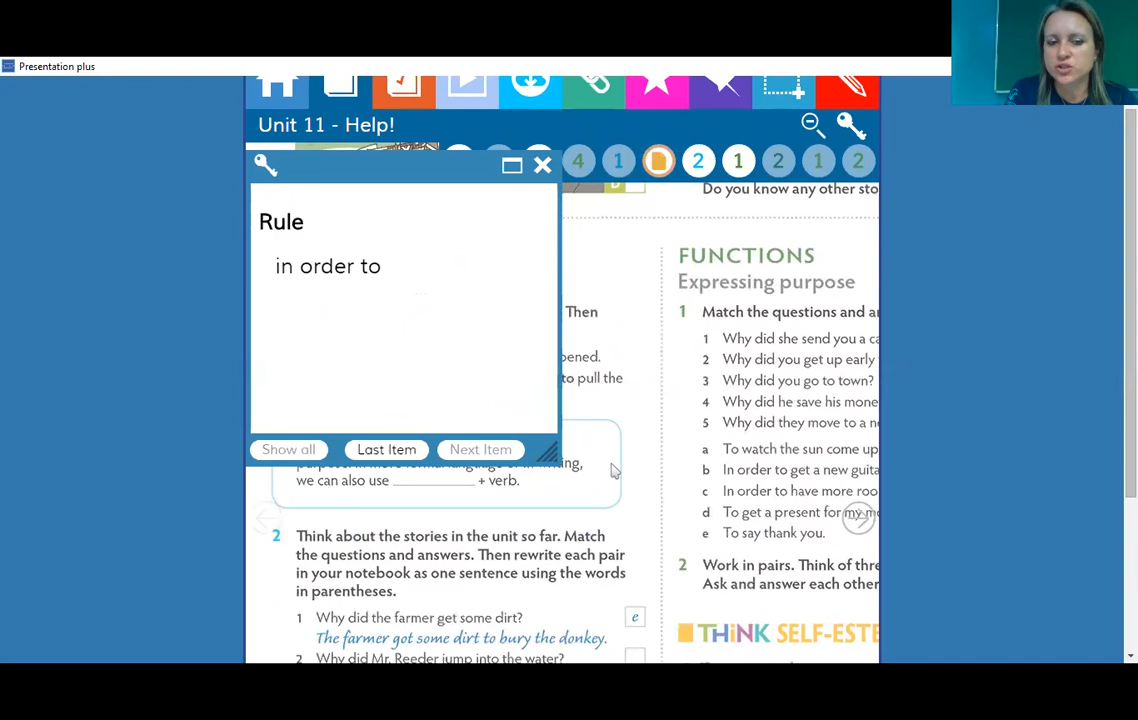 Presentation plus
Unit 11 - Help!
4 1 2 1 2 1 2
Do you know any other sto
Rule
in order to
Show all
Last Item
Next Item
Then
pened.
to pull the
we can also use __________ + verb.
2 Think about the stories in the unit so far. Match
the questions and answers. Then rewrite each pair
in your notebook as one sentence using the words
in parentheses.
1 Why did the farmer get some dirt?
e
The farmer got some dirt to bury the donkey.
2 Why did Mr. Reeder jump into the water?
FUNCTIONS
Expressing purpose
1 Match the questions and a
1 Why did she send you a ca
2 Why did you get up early
3 Why did you go to town?
4 Why did he save his mone
5 Why did they move to a n
a To watch the sun come up
b In order to get a new guita
c In order to have more roo
d To get a present for my m
e To say thank you.
2 Work in pairs. Think of thre
Ask and answer each other
THiNK SELF-ESTE